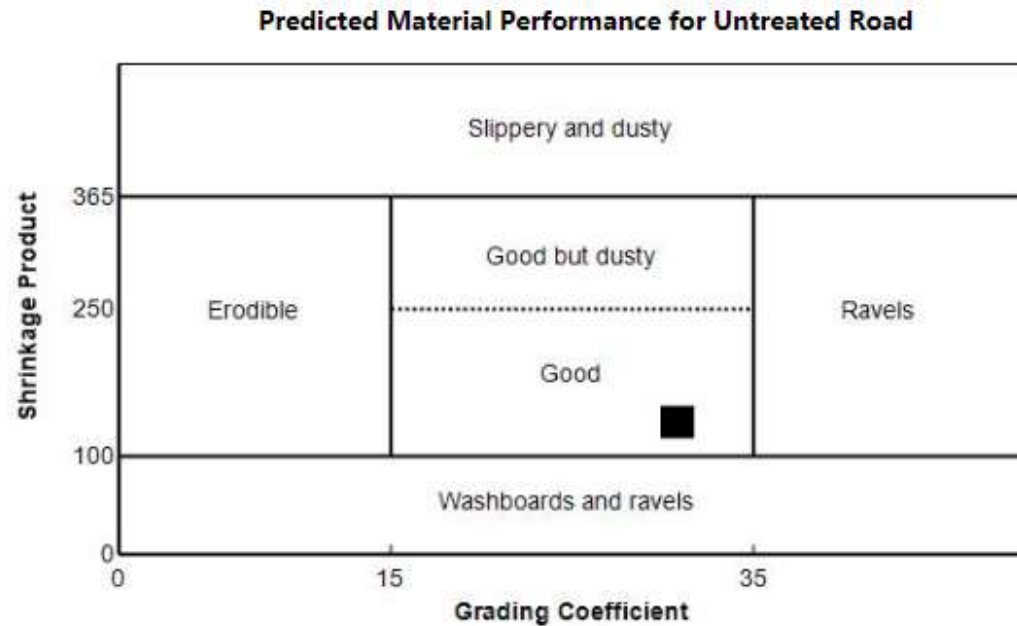 Predicted Material Performance for Untreated Road
Slippery and dusty
365
Good but dusty
250
Erodible
Ravels
Good
100
Washboards and ravels
0
0
15
35
Shrinkage Product
Grading Coefficient